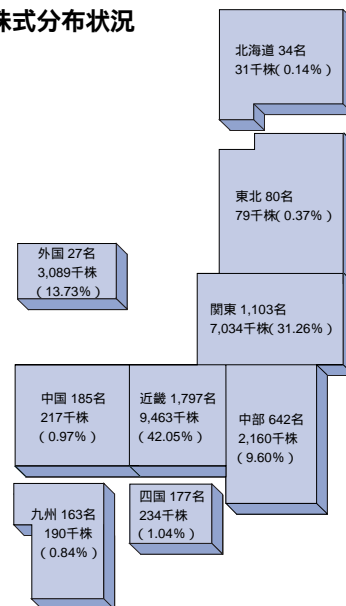 株式分布状況
北海道 34名
31千株( 0.14% )
東北 80名
79千株( 0.37% )
外国 27名
3,089千株
( 13.73% )
関東 1,103名
7,034千株( 31.26% )
中国 185名
217千株
( 0.97% )
近畿 1,797名
9,463千株
( 42.05% )
中部 642名
2,160千株
( 9.60% )
九州 163名
190千株
( 0.84% )
四国 177名
234千株
( 1.04% )